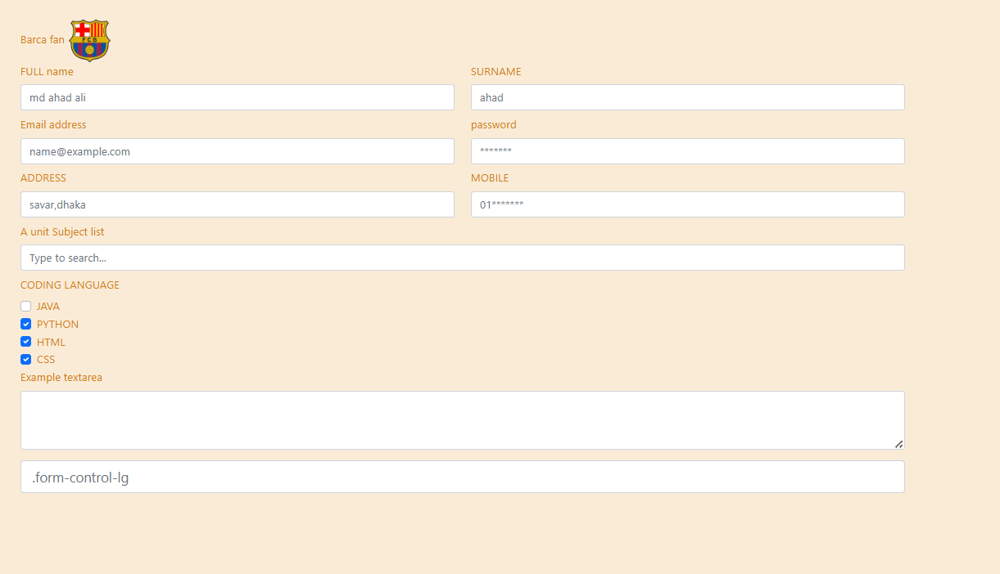 Barca fan FCB
FULL name SURNAME
md ahad ali ahad
Email address password
name@example.com *******
ADDRESS MOBILE
savar,dhaka 01*******
A unit Subject list
Type to search...
CODING LANGUAGE
JAVA
PYTHON
HTML
CSS
Example textarea
.form-control-lg